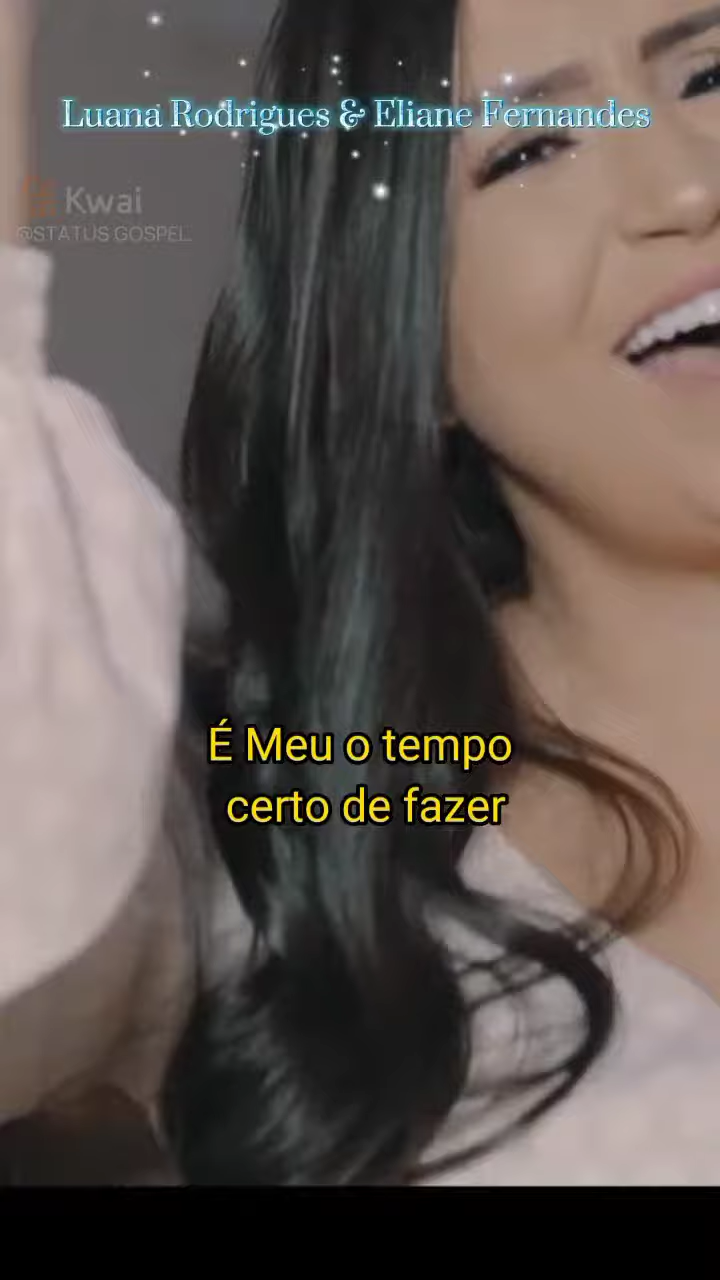 Luana Rodrigues & Eliane Fernandes
Kwai
@STATUS GOSPEL
É Meu o tempo
certo de fazer